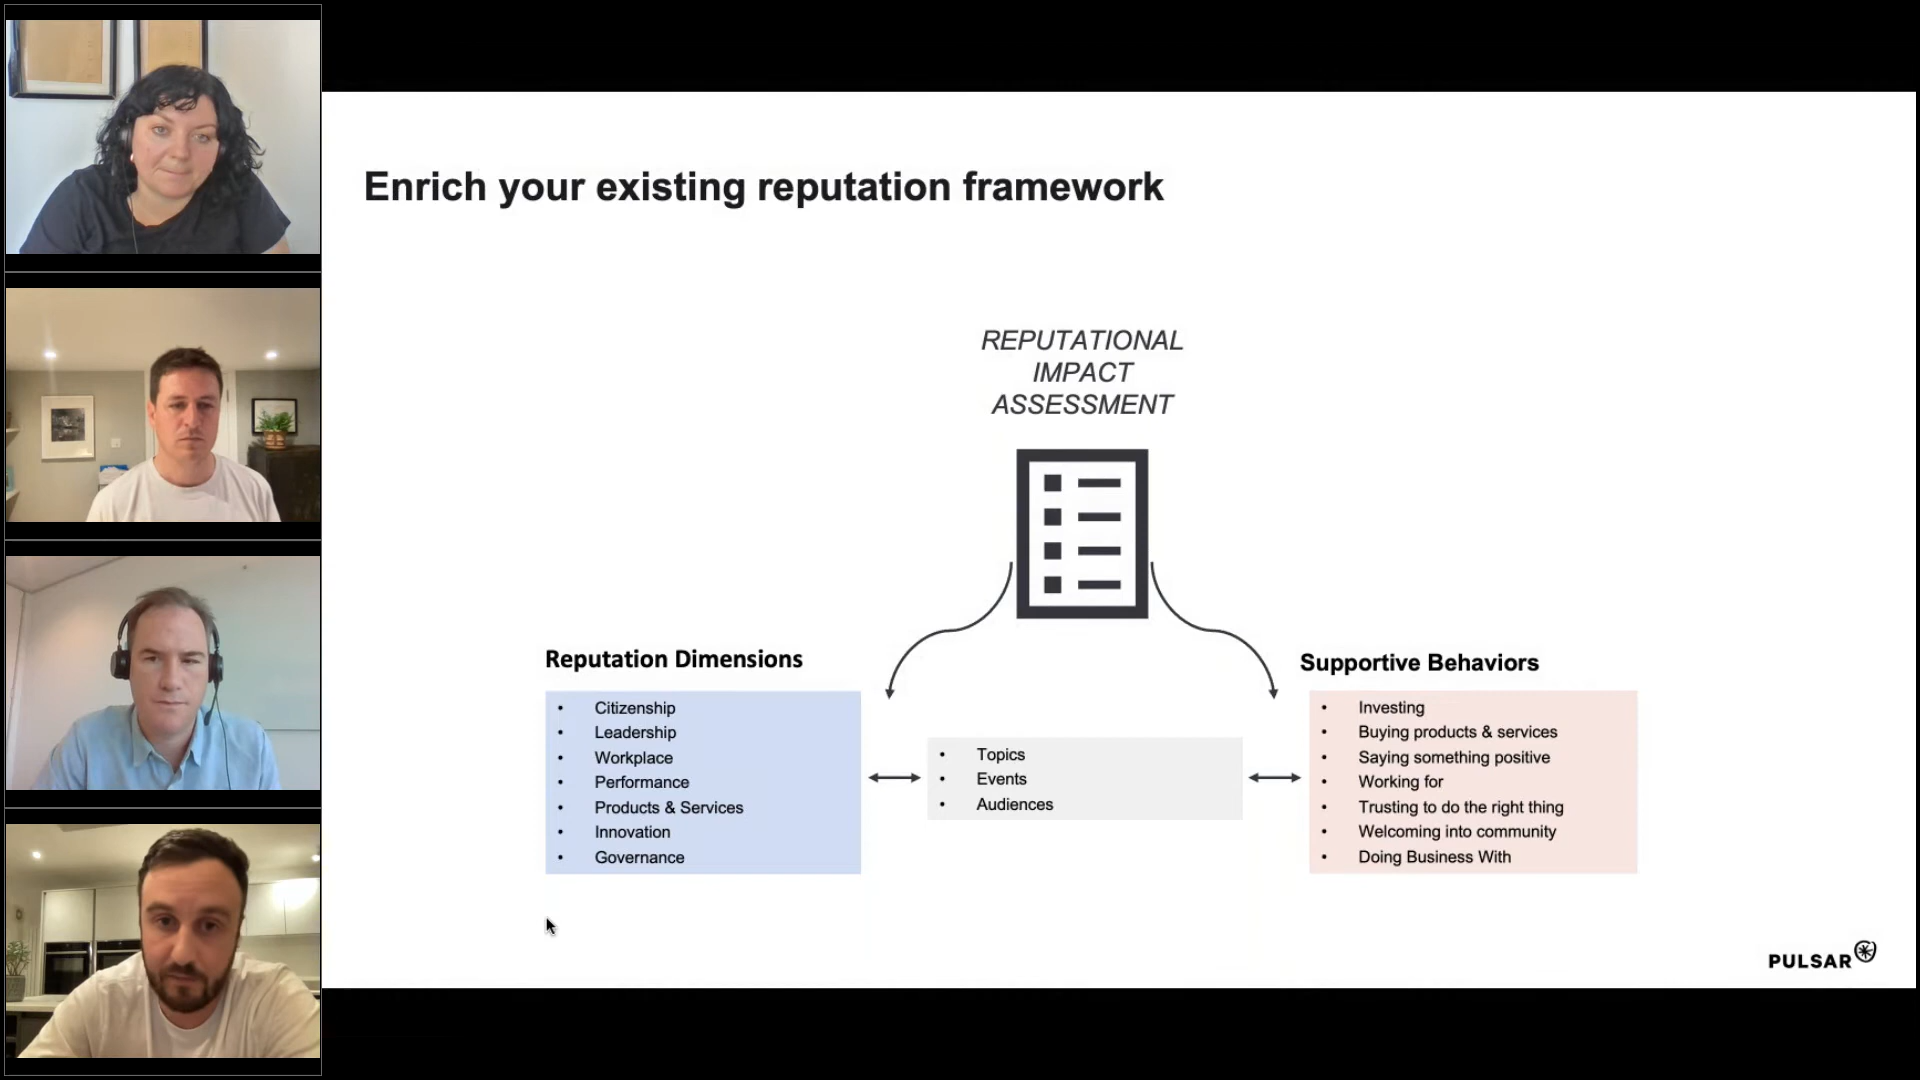 Enrich your existing reputation framework
REPUTATIONAL
IMPACT
ASSESSMENT
Reputation Dimensions
• Citizenship
• Leadership
• Workplace
• Performance
• Products & Services
• Innovation
• Governance
• Topics
• Events
• Audiences
Supportive Behaviors
• Investing
• Buying products & services
• Saying something positive
• Working for
• Trusting to do the right thing
• Welcoming into community
• Doing Business With
PULSAR